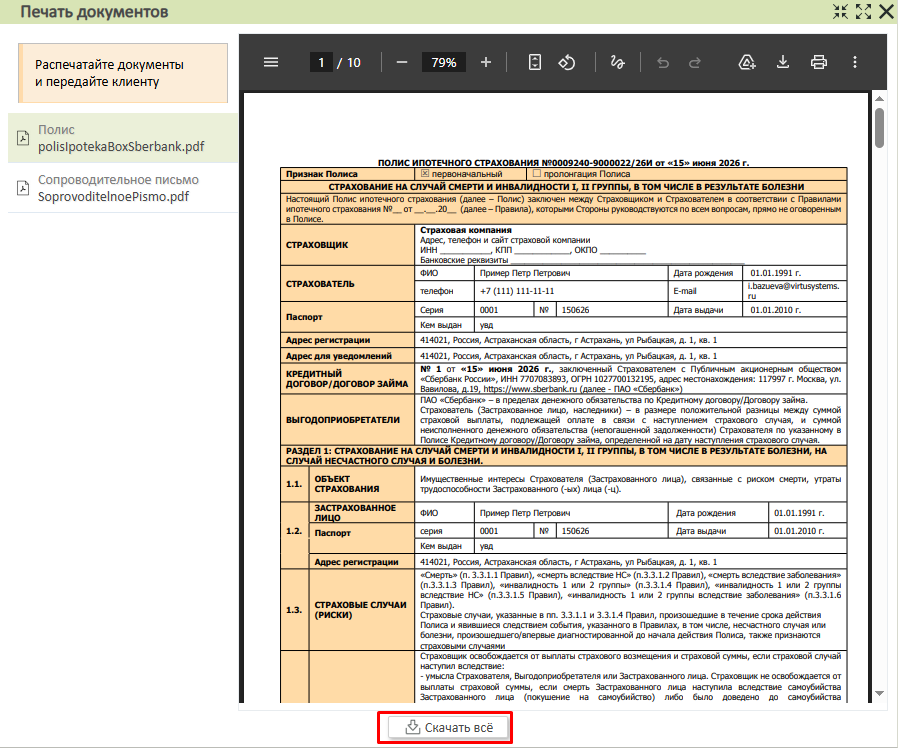 Печать документов
Распечатайте документы
и передайте клиенту
Полис
polisIpotekaBoxSberbank.pdf
Сопроводительное письмо
SoprovoditelnoePismo.pdf
1 / 10
79%
ПОЛИС ИПОТЕЧНОГО СТРАХОВАНИЯ №0009240-9000022/26И от «15» июня 2026 г.
Признак Полиса ☒ первоначальный ☐ пролонгация Полиса
СТРАХОВАНИЕ НА СЛУЧАЙ СМЕРТИ И ИНВАЛИДНОСТИ I, II ГРУППЫ, В ТОМ ЧИСЛЕ В РЕЗУЛЬТАТЕ БОЛЕЗНИ
Настоящий Полис ипотечного страхования (далее – Полис) заключен между Страховщиком и Страхователем в соответствии с Правилами
ипотечного страхования №__ от __.__.20__ (далее – Правила), которыми Стороны руководствуются по всем вопросам, прямо не оговоренным
в Полисе.
СТРАХОВЩИК
Страховая компания
Адрес, телефон и сайт страховой компании
ИНН ___________, КПП ____________, ОКПО __________
Банковские реквизиты ____________________________________________________
СТРАХОВАТЕЛЬ
ФИО Пример Петр Петрович Дата рождения 01.01.1991 г.
телефон +7 (111) 111-11-11 E-mail i.bazueva@virtusystems.
ru
Паспорт
Серия 0001 № 150626 Дата выдачи 01.01.2010 г.
Кем выдан увд
Адрес регистрации 414021, Россия, Астраханская область, г Астрахань, ул Рыбацкая, д. 1, кв. 1
Адрес для уведомлений 414021, Россия, Астраханская область, г Астрахань, ул Рыбацкая, д. 1, кв. 1
КРЕДИТНЫЙ
ДОГОВОР/ДОГОВОР ЗАЙМА
№ 1 от «15» июня 2026 г., заключенный Страхователем с Публичным акционерным обществом
«Сбербанк России», ИНН 7707083893, ОГРН 1027700132195, адрес местонахождения: 117997 г. Москва, ул.
Вавилова, д.19, https://www.sberbank.ru (далее - ПАО «Сбербанк»)
ВЫГОДОПРИОБРЕТАТЕЛИ
ПАО «Сбербанк» – в пределах денежного обязательства по Кредитному договору/Договору займа.
Страхователь (Застрахованное лицо, наследники) – в размере положительной разницы между суммой
страховой выплаты, подлежащей оплате в связи с наступлением страхового случая, и суммой
неисполненного денежного обязательства (непогашенной задолженности) Страхователя по указанному в
Полисе Кредитному договору/Договору займа, определенной на дату наступления страхового случая.
РАЗДЕЛ 1: СТРАХОВАНИЕ НА СЛУЧАЙ СМЕРТИ И ИНВАЛИДНОСТИ I, II ГРУППЫ, В ТОМ ЧИСЛЕ В РЕЗУЛЬТАТЕ БОЛЕЗНИ, НА
СЛУЧАЙ НЕСЧАСТНОГО СЛУЧАЯ И БОЛЕЗНИ.
1.1. ОБЪЕКТ
СТРАХОВАНИЯ
Имущественные интересы Страхователя (Застрахованного лица), связанные с риском смерти, утраты
трудоспособности Застрахованного (-ых) лица (-ц).
1.2. ЗАСТРАХОВАННОЕ
ЛИЦО
ФИО Пример Петр Петрович Дата рождения 01.01.1991 г.
Паспорт серия 0001 № 150626 Дата выдачи 01.01.2010 г.
Кем выдан увд
Адрес регистрации 414021, Россия, Астраханская область, г Астрахань, ул Рыбацкая, д. 1, кв. 1
1.3. СТРАХОВЫЕ СЛУЧАИ
(РИСКИ)
«Смерть» (п. 3.3.1.1 Правил), «смерть вследствие НС» (п.3.3.1.2 Правил), «смерть вследствие заболевания»
(п.3.3.1.3 Правил), «инвалидность 1 или 2 группы» (п.3.3.1.4 Правил), «инвалидность 1 или 2 группы
вследствие НС» (п.3.3.1.5 Правил), «инвалидность 1 или 2 группы вследствие заболевания» (п.3.3.1.6
Правил).
Страховые случаи, указанные в пп. 3.3.1.1 и 3.3.1.4 Правил, произошедшие в течение срока действия
Полиса и явившиеся следствием события, указанного в Правилах, в том числе, несчастного случая или
болезни, произошедшего/впервые диагностированной до начала действия Полиса, также признаются
страховыми случаями
Страховщик освобождается от выплаты страхового возмещения и страховой суммы, если страховой случай
наступил вследствие:
- умысла Страхователя, Выгодоприобретателя или Застрахованного лица. Страховщик не освобождается от
выплаты страховой суммы, если смерть Застрахованного лица наступила вследствие самоубийства
Застрахованного лица (покушение на самоубийство) либо было доведено до самоубийства
Скачать всё